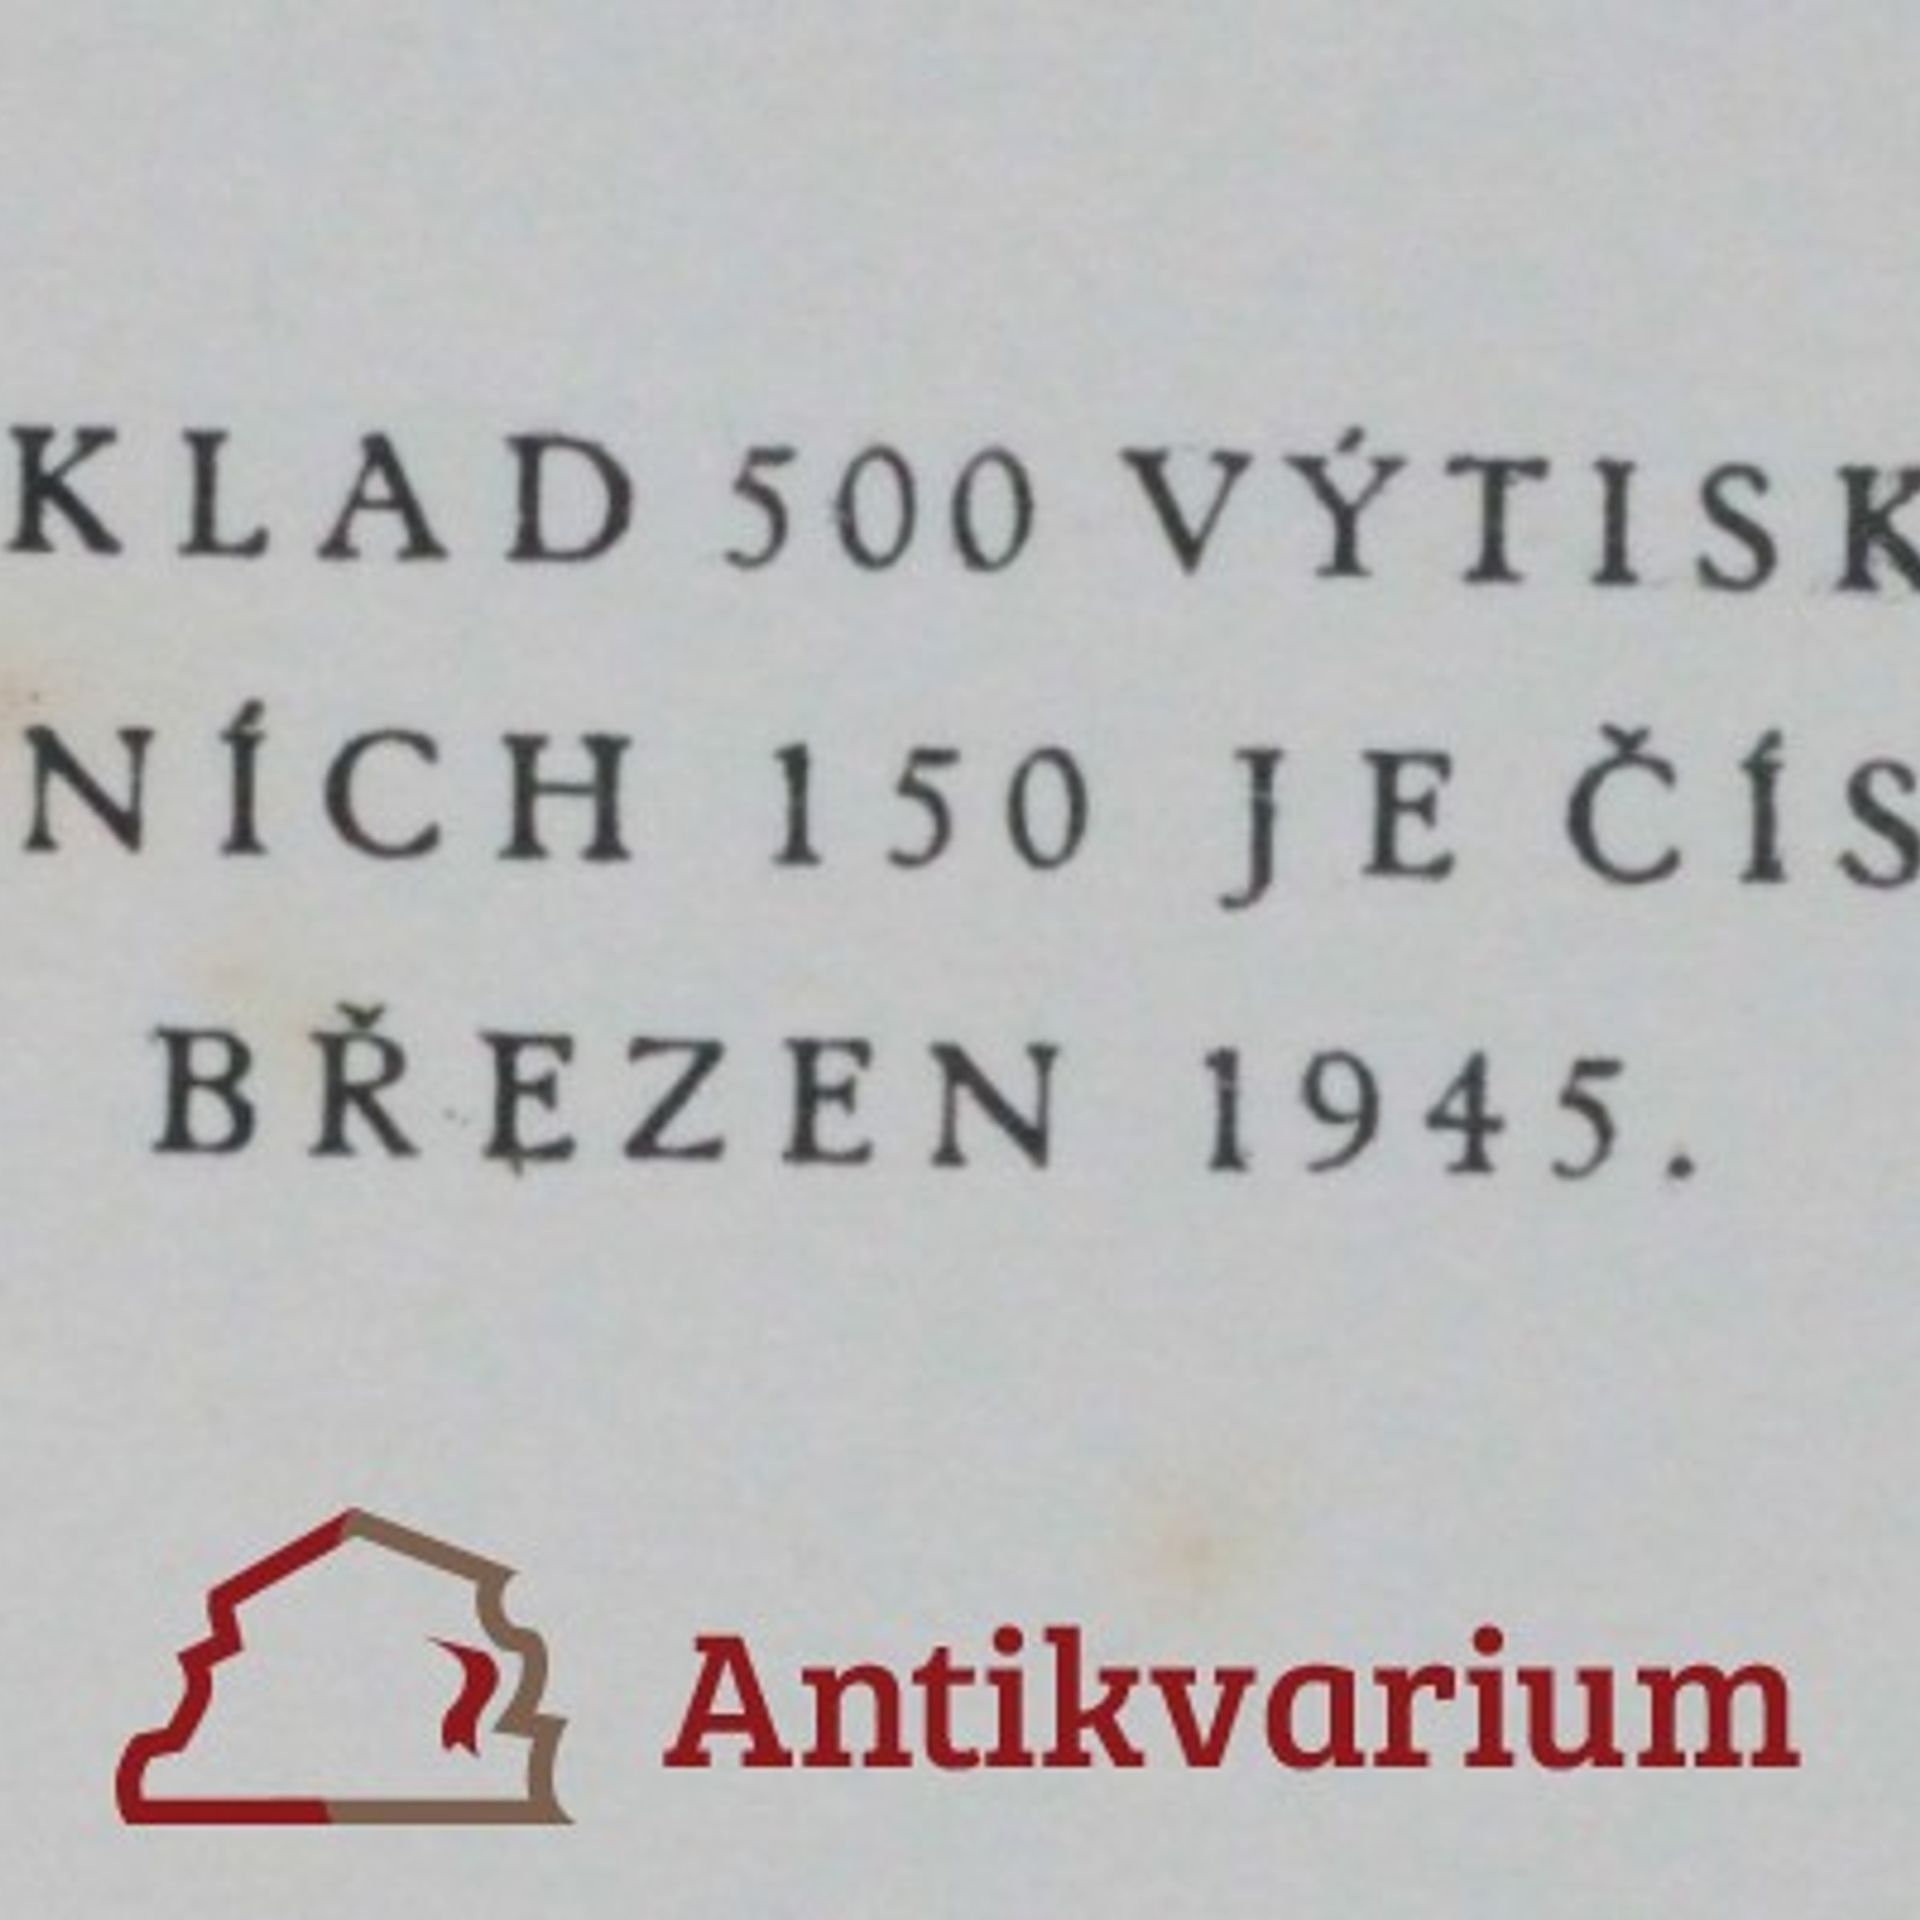 KLAD 500 VÝTISK
NÍCH 150 JE ČÍS
BŘEZEN 1945.
Antikvarium